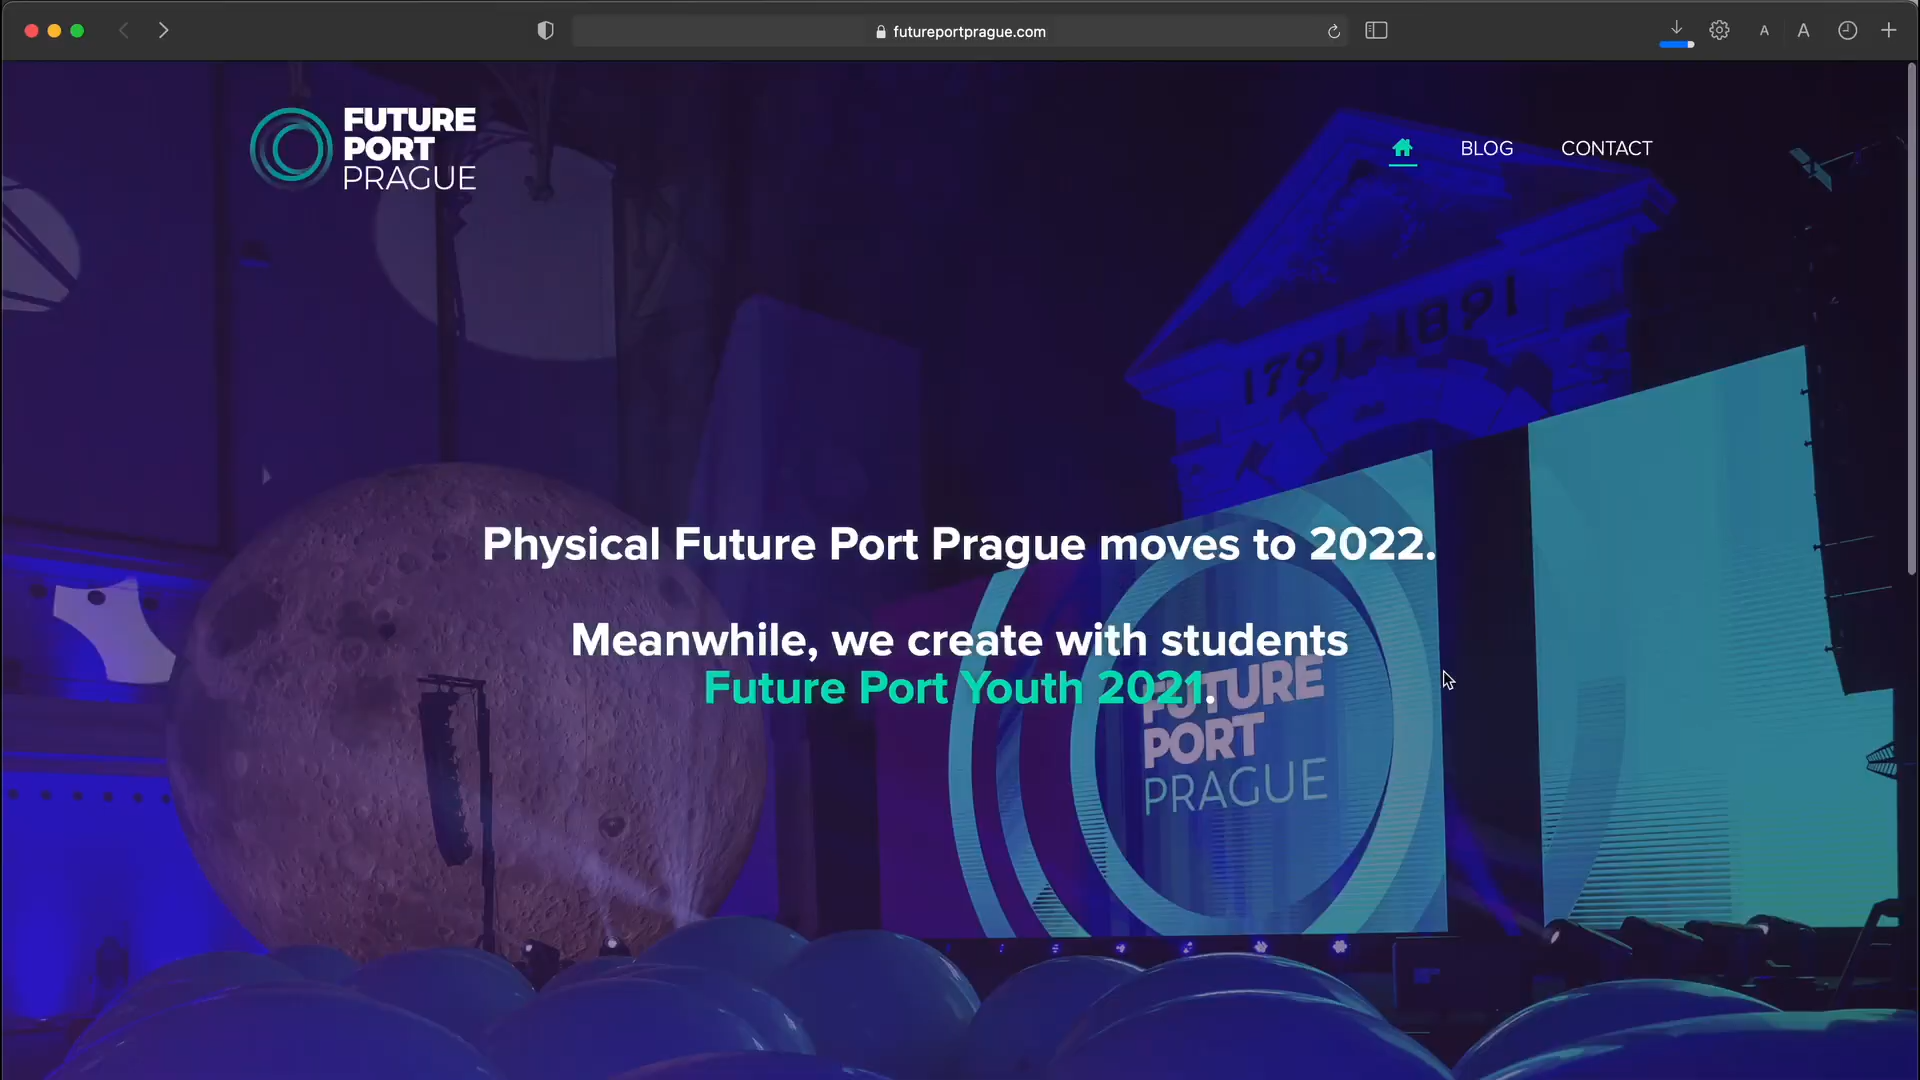 futureportprague.com
A
A
FUTURE
PORT
PRAGUE
BLOG
CONTACT
1791-1891
Physical Future Port Prague moves to 2022.
Meanwhile, we create with students
Future Port Youth 2021.
FUTURE
PORT
PRAGUE